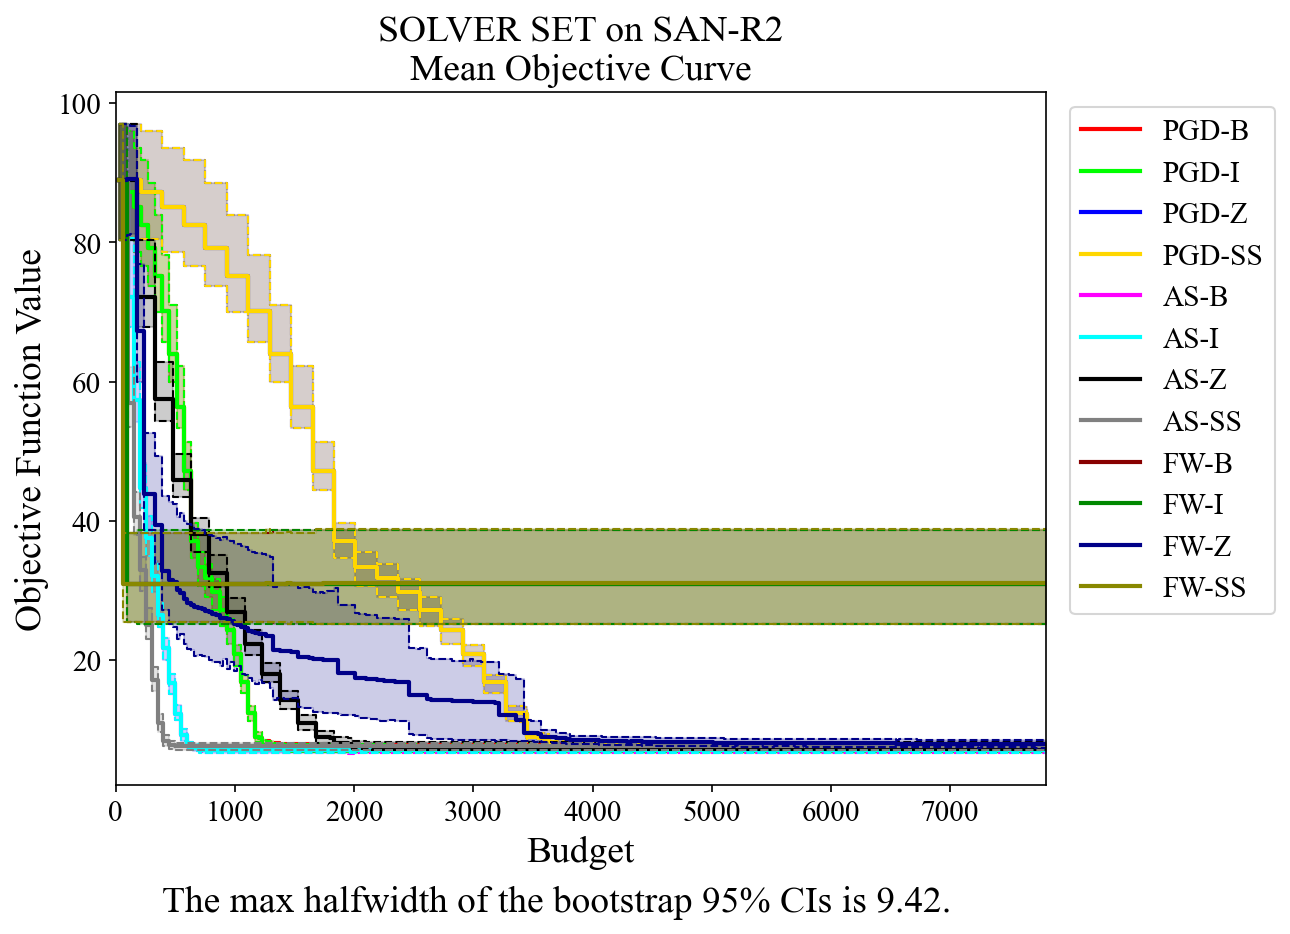 SOLVER SET on SAN-R2
Mean Objective Curve
Objective Function Value
100
80
60
40
20
0
1000
2000
3000
4000
5000
6000
7000
Budget
The max halfwidth of the bootstrap 95% CIs is 9.42.
PGD-B
PGD-I
PGD-Z
PGD-SS
AS-B
AS-I
AS-Z
AS-SS
FW-B
FW-I
FW-Z
FW-SS